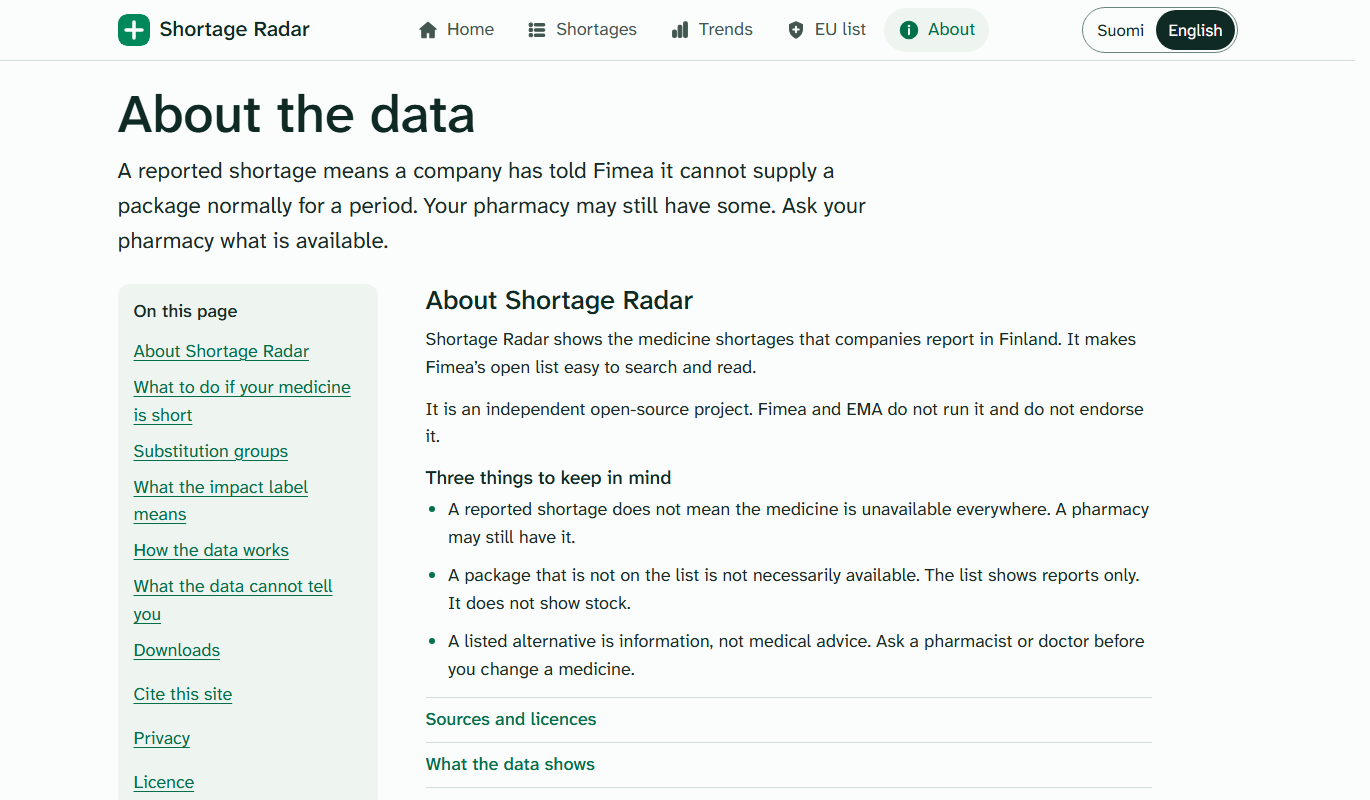 Shortage Radar
Home
Shortages
Trends
EU list
About
Suomi
English
About the data
A reported shortage means a company has told Fimea it cannot supply a
package normally for a period. Your pharmacy may still have some. Ask your
pharmacy what is available.
On this page
About Shortage Radar
What to do if your medicine
is short
Substitution groups
What the impact label
means
How the data works
What the data cannot tell
you
Downloads
Cite this site
Privacy
Licence
About Shortage Radar
Shortage Radar shows the medicine shortages that companies report in Finland. It makes
Fimea’s open list easy to search and read.
It is an independent open-source project. Fimea and EMA do not run it and do not endorse
it.
Three things to keep in mind
A reported shortage does not mean the medicine is unavailable everywhere. A pharmacy
may still have it.
A package that is not on the list is not necessarily available. The list shows reports only.
It does not show stock.
A listed alternative is information, not medical advice. Ask a pharmacist or doctor before
you change a medicine.
Sources and licences
What the data shows